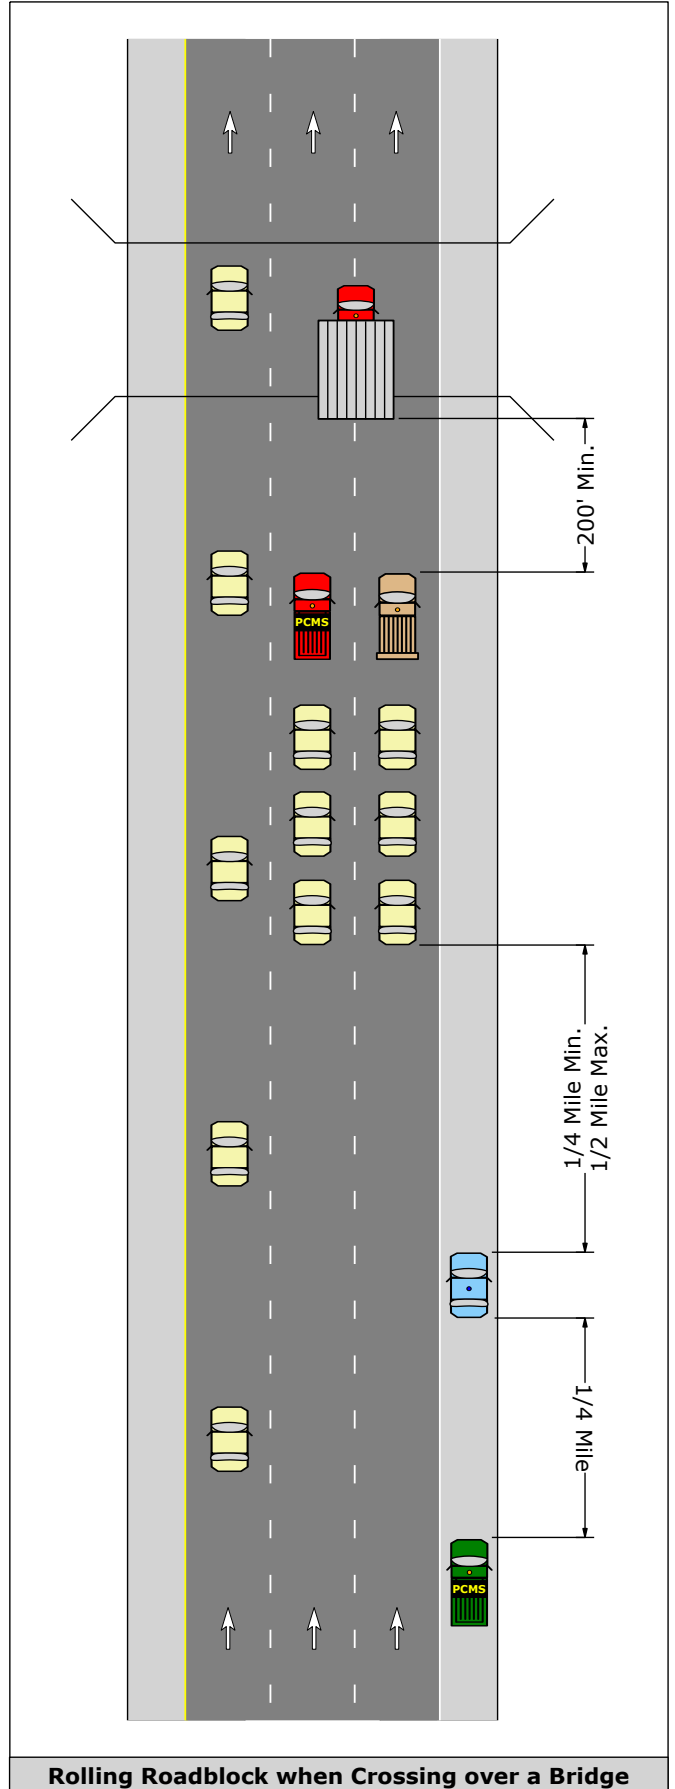 200' Min.
PCMS
1/4 Mile Min.
1/2 Mile Max.
1/4 Mile
PCMS
Rolling Roadblock when Crossing over a Bridge